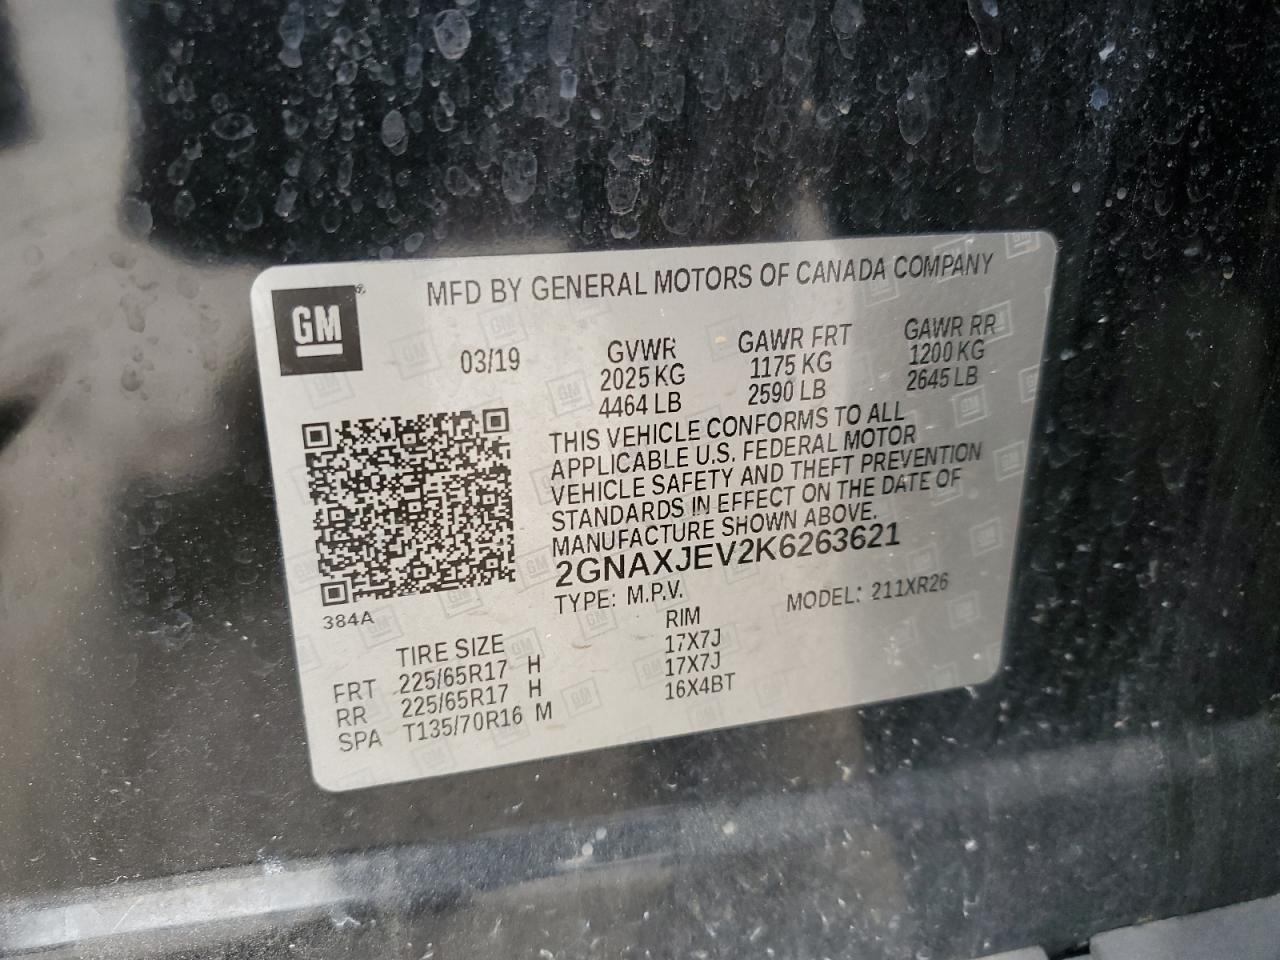 GM®
MFD BY GENERAL MOTORS OF CANADA COMPANY
03/19
GVWR GAWR FRT GAWR RR
2025 KG 1175 KG 1200 KG
4464 LB 2590 LB 2645 LB
THIS VEHICLE CONFORMS TO ALL
APPLICABLE U.S. FEDERAL MOTOR
VEHICLE SAFETY AND THEFT PREVENTION
STANDARDS IN EFFECT ON THE DATE OF
MANUFACTURE SHOWN ABOVE.
2GNAXJEV2K6263621
TYPE: M.P.V. MODEL: 211XR26
384A
TIRE SIZE RIM
FRT 225/65R17 H 17X7J
RR 225/65R17 H 17X7J
SPA T135/70R16 M 16X4BT